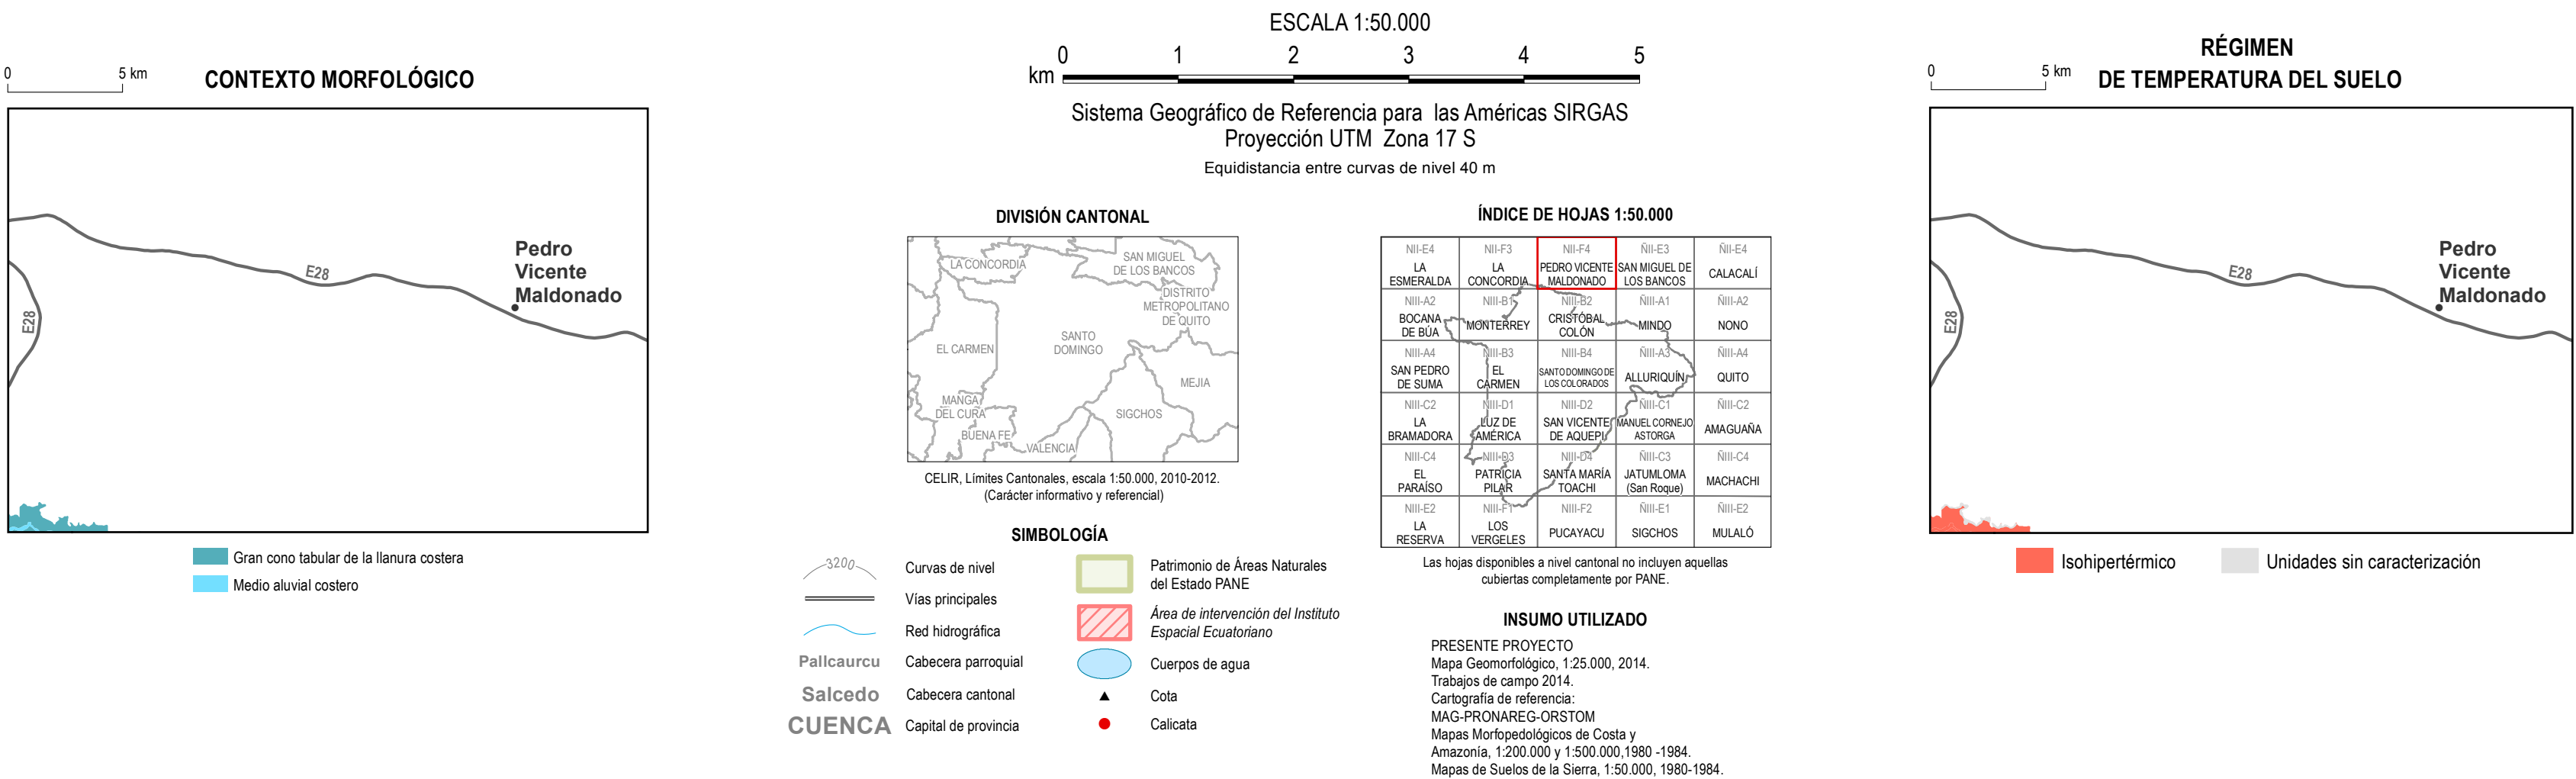 0 5 km
CONTEXTO MORFOLÓGICO
E28
E28
Pedro
Vicente
Maldonado
Gran cono tabular de la llanura costera
Medio aluvial costero
ESCALA 1:50.000
0 1 2 3 4 5
km
Sistema Geográfico de Referencia para las Américas SIRGAS
Proyección UTM Zona 17 S
Equidistancia entre curvas de nivel 40 m
DIVISIÓN CANTONAL
LA CONCORDIA
SAN MIGUEL
DE LOS BANCOS
DISTRITO
METROPOLITANO
DE QUITO
SANTO
DOMINGO
EL CARMEN
MEJIA
MANGA
DEL CURA
SIGCHOS
BUENA FE
VALENCIA
CELIR, Límites Cantonales, escala 1:50.000, 2010-2012.
(Carácter informativo y referencial)
SIMBOLOGÍA
3200
Curvas de nivel
Vías principales
Red hidrográfica
Pallcaurcu Cabecera parroquial
Salcedo Cabecera cantonal
CUENCA Capital de provincia
Patrimonio de Áreas Naturales
del Estado PANE
Área de intervención del Instituto
Espacial Ecuatoriano
Cuerpos de agua
Cota
Calicata
ÍNDICE DE HOJAS 1:50.000
NII-E4 NII-F3 NII-F4 ÑII-E3 ÑII-E4
LA LA PEDRO VICENTE SAN MIGUEL DE CALACALÍ
ESMERALDA CONCORDIA MALDONADO LOS BANCOS
NIII-A2 NIII-B1 NIII-B2 ÑIII-A1 ÑIII-A2
BOCANA MONTERREY CRISTÓBAL MINDO NONO
DE BÚA COLÓN
NIII-A4 NIII-B3 NIII-B4 ÑIII-A3 ÑIII-A4
SAN PEDRO EL SANTO DOMINGO DE ALLURIQUÍN QUITO
DE SUMA CARMEN LOS COLORADOS
NIII-C2 NIII-D1 NIII-D2 ÑIII-C1 ÑIII-C2
LA LUZ DE SAN VICENTE MANUEL CORNEJO AMAGUAÑA
BRAMADORA AMÉRICA DE AQUEPI ASTORGA
NIII-C4 NIII-D3 NIII-D4 ÑIII-C3 ÑIII-C4
EL PATRICIA SANTA MARÍA JATUMLOMA MACHACHI
PARAÍSO PILAR TOACHI (San Roque)
NIII-E2 NIII-F1 NIII-F2 ÑIII-E1 ÑIII-E2
LA LOS PUCAYACU SIGCHOS MULALÓ
RESERVA VERGELES
Las hojas disponibles a nivel cantonal no incluyen aquellas
cubiertas completamente por PANE.
INSUMO UTILIZADO
PRESENTE PROYECTO
Mapa Geomorfológico, 1:25.000, 2014.
Trabajos de campo 2014.
Cartografía de referencia:
MAG-PRONAREG-ORSTOM
Mapas Morfopedológicos de Costa y
Amazonía, 1:200.000 y 1:500.000,1980 -1984.
Mapas de Suelos de la Sierra, 1:50.000, 1980-1984.
0 5 km
RÉGIMEN
DE TEMPERATURA DEL SUELO
E28
E28
Pedro
Vicente
Maldonado
Isohipertérmico
Unidades sin caracterización